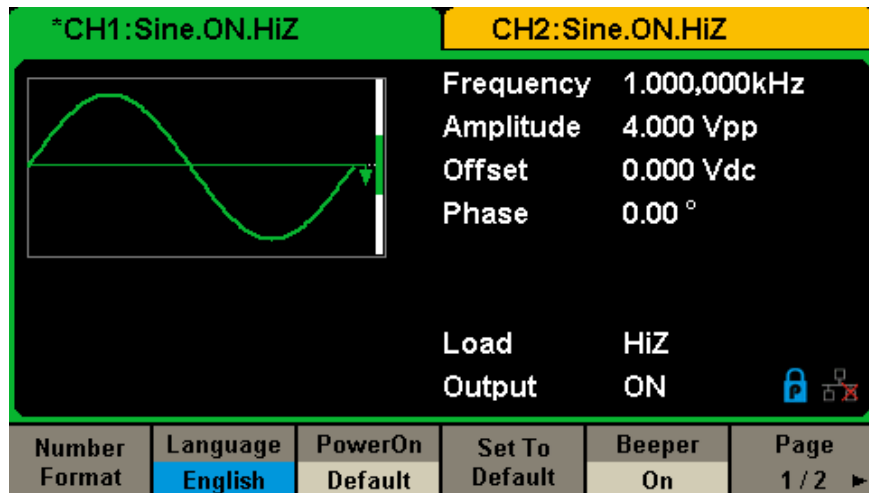 *CH1:Sine.ON.HiZ
CH2:Sine.ON.HiZ
Frequency 1.000,000kHz
Amplitude 4.000 Vpp
Offset 0.000 Vdc
Phase 0.00 °
Load HiZ
Output ON
P
Number Format
Language English
PowerOn Default
Set To Default
Beeper On
Page 1/2 ►